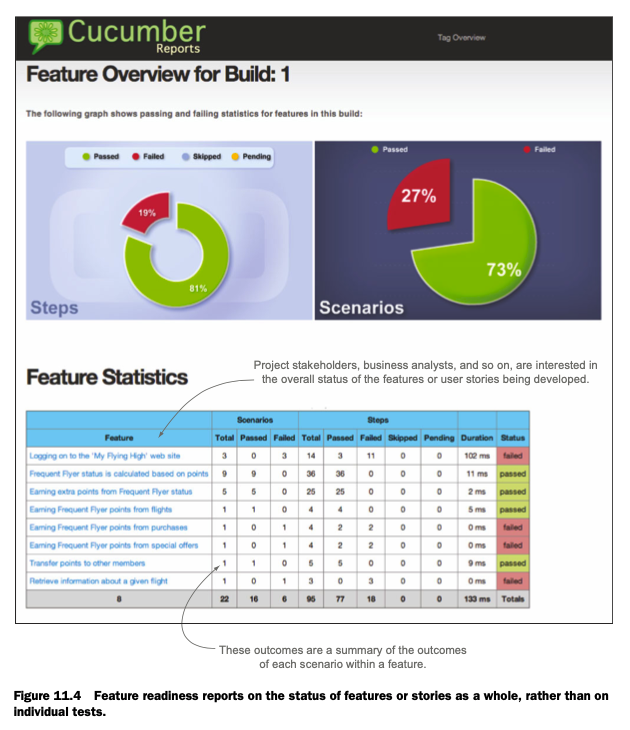 Cucumber
Reports
Tag Overview
Feature Overview for Build: 1
The following graph shows passing and failing statistics for features in this build:
Passed Failed Skipped Pending
19%
81%
Steps
Passed Failed
27%
73%
Scenarios
Project stakeholders, business analysts, and so on, are interested in
the overall status of the features or user stories being developed.
Feature Statistics
Scenarios Steps
Feature Total Passed Failed Total Passed Failed Skipped Pending Duration Status
Logging on to the 'My Flying High' web site 3 0 3 14 3 11 0 0 102 ms failed
Frequent Flyer status is calculated based on points 9 9 0 36 36 0 0 0 11 ms passed
Earning extra points from Frequent Flyer status 5 5 0 25 25 0 0 0 2 ms passed
Earning Frequent Flyer points from flights 1 1 0 4 4 0 0 0 5 ms passed
Earning Frequent Flyer points from purchases 1 0 1 4 2 2 0 0 0 ms failed
Earning Frequent Flyer points from special offers 1 0 1 4 2 2 0 0 0 ms failed
Transfer points to other members 1 1 0 5 5 0 0 0 9 ms passed
Retrieve information about a given flight 1 0 1 3 0 3 0 0 0 ms failed
8 22 16 6 95 77 18 0 0 133 ms Totals
These outcomes are a summary of the outcomes
of each scenario within a feature.
Figure 11.4 Feature readiness reports on the status of features or stories as a whole, rather than on
individual tests.